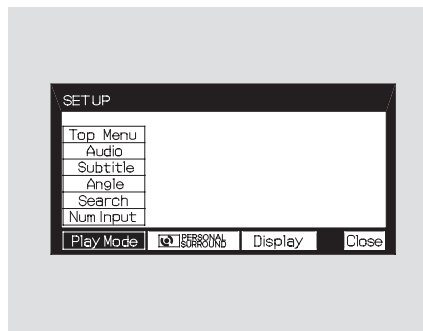 SETUP
Top Menu
Audio
Subtitle
Angle
Search
Num Input
Play Mode PERSONAL SURROUND Display Close